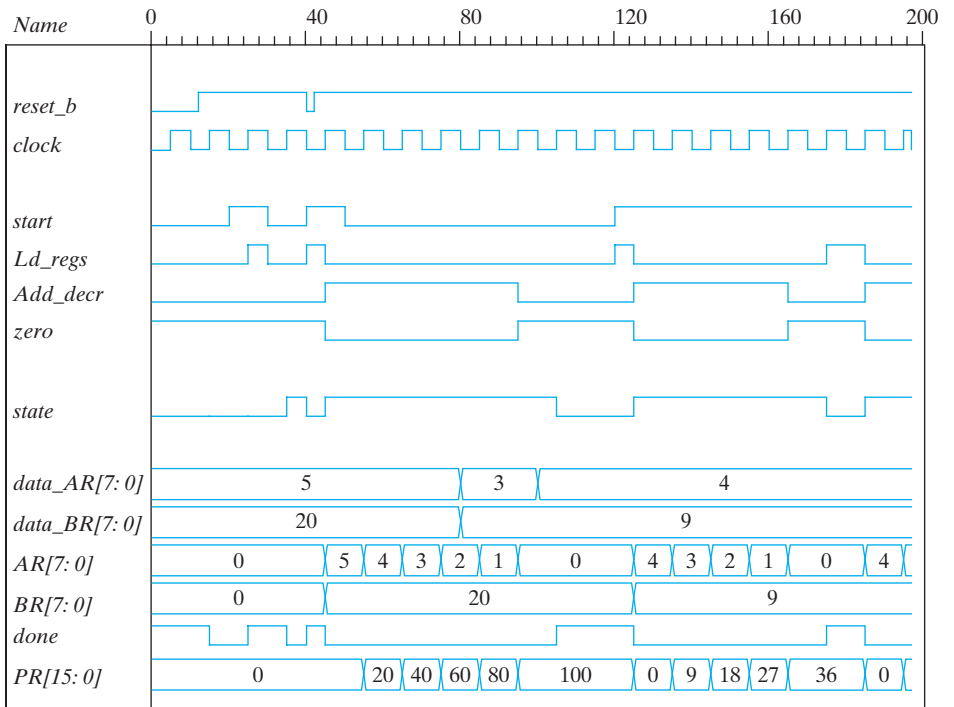 Name 0 40 80 120 160 200
reset_b
clock
start
Ld_regs
Add_decr
zero
state
data_AR[7: 0] 5 3 4
data_BR[7: 0] 20 9
AR[7: 0] 0 5 4 3 2 1 0 4 3 2 1 0 4
BR[7: 0] 0 20 9
done
PR[15: 0] 0 20 40 60 80 100 0 9 18 27 36 0